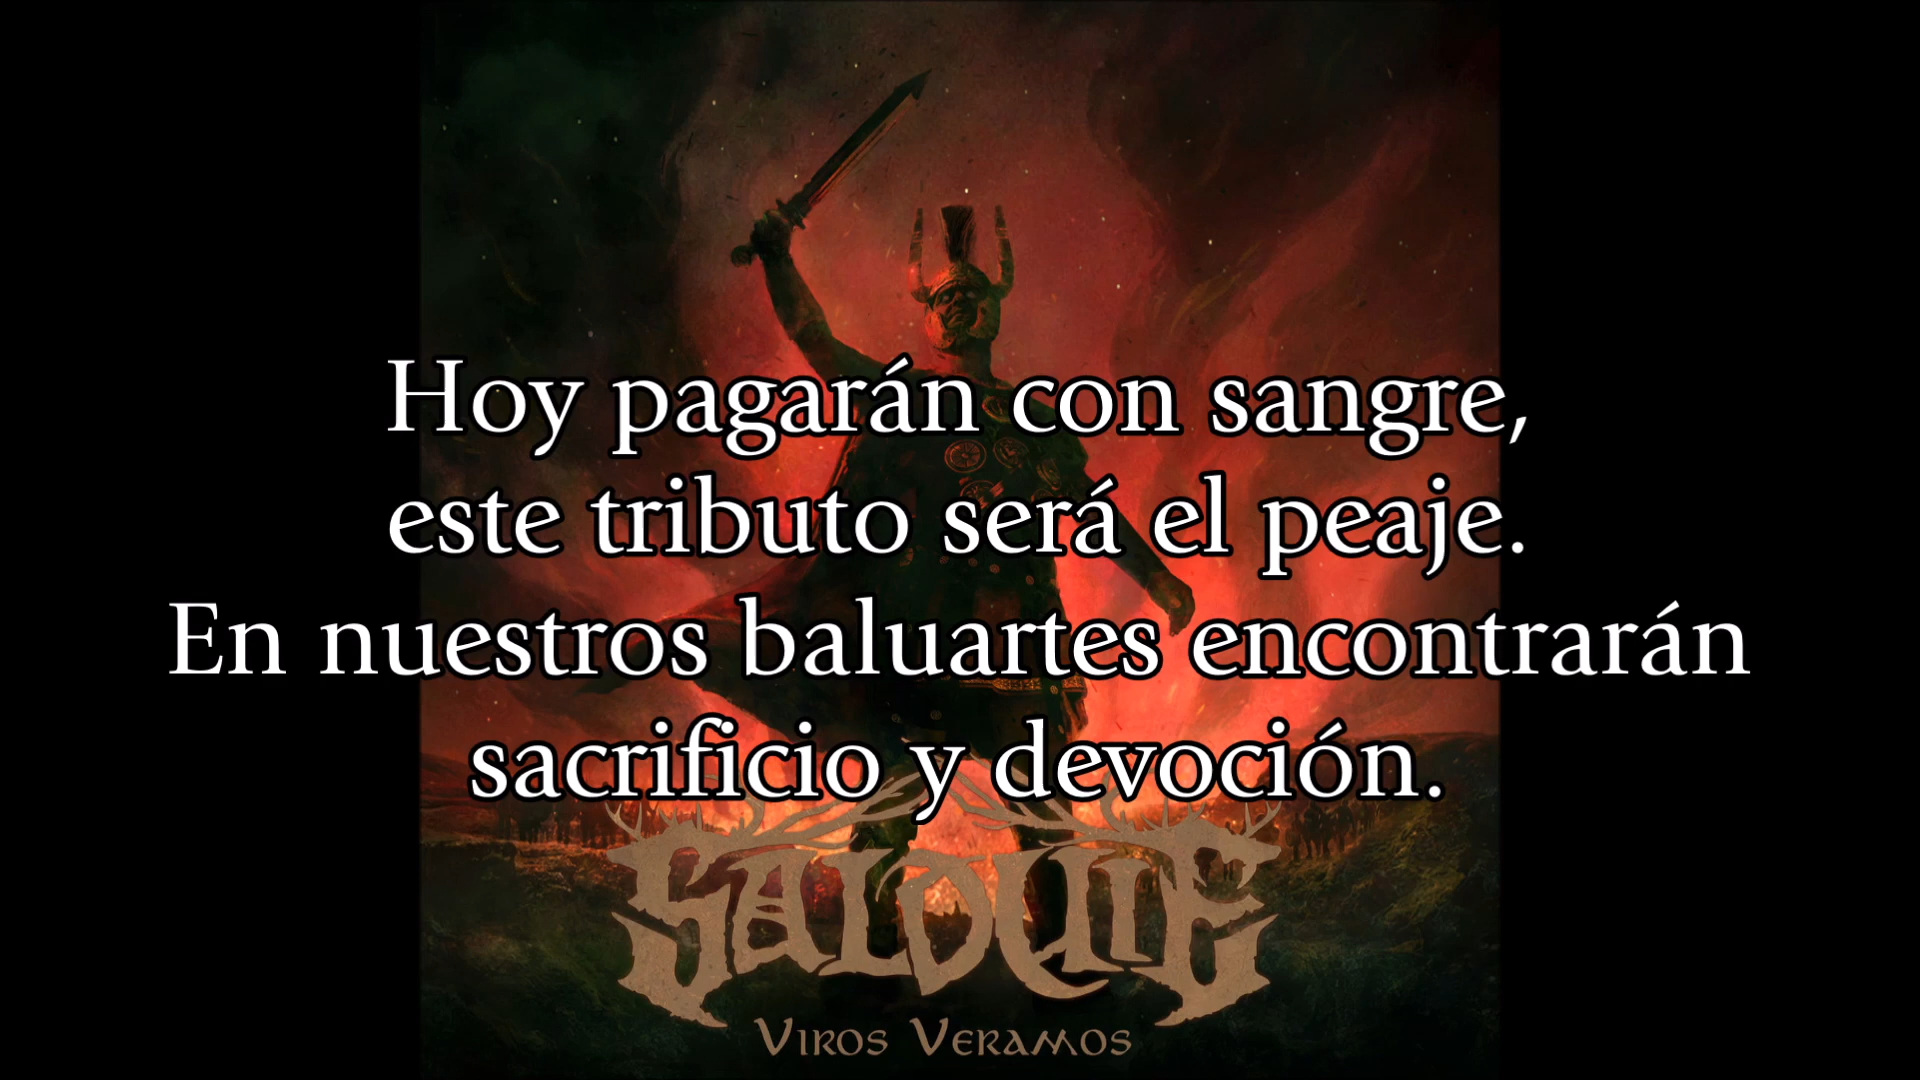 Hoy pagarán con sangre,
este tributo será el peaje.
En nuestros baluartes encontrarán
sacrificio y devoción.
SALDUIE
VIROS VERAMOS